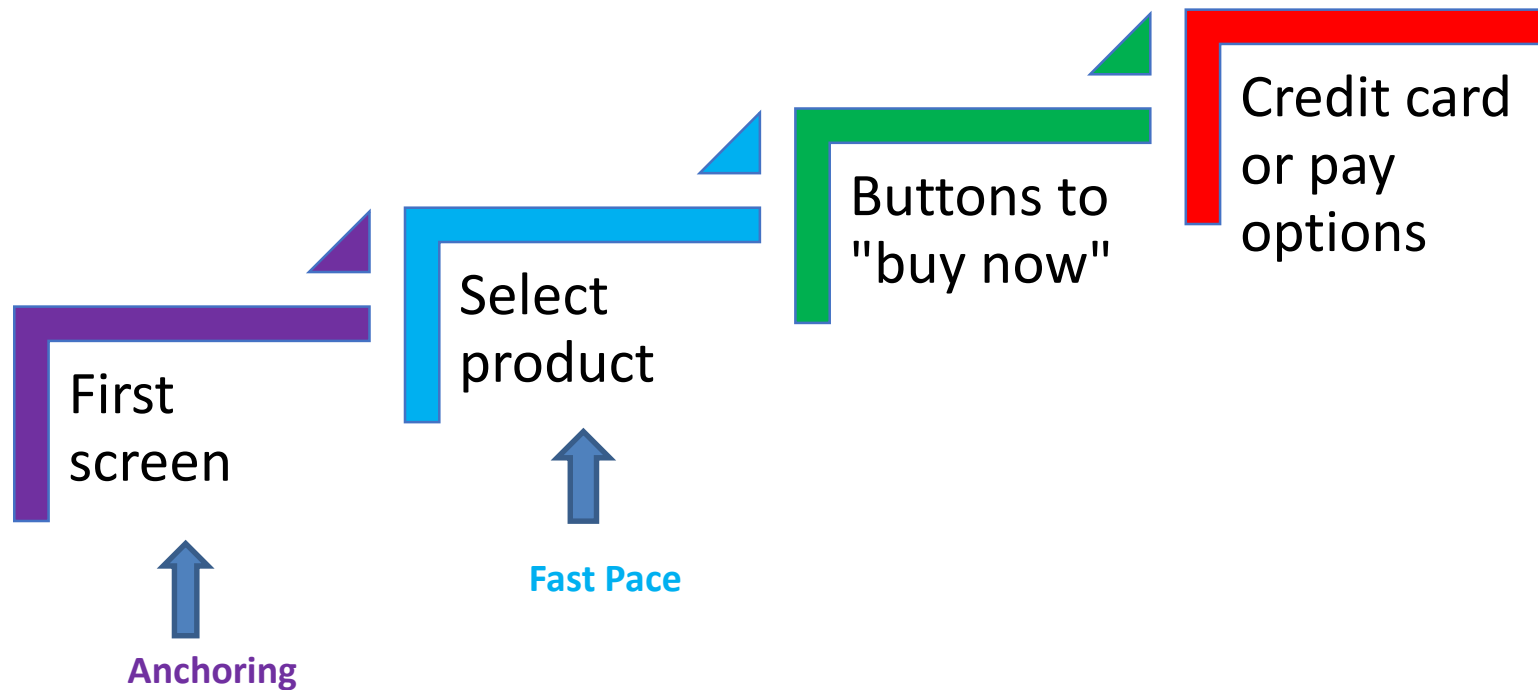 First
screen
Anchoring
Select
product
Fast Pace
Buttons to
"buy now"
Credit card
or pay
options